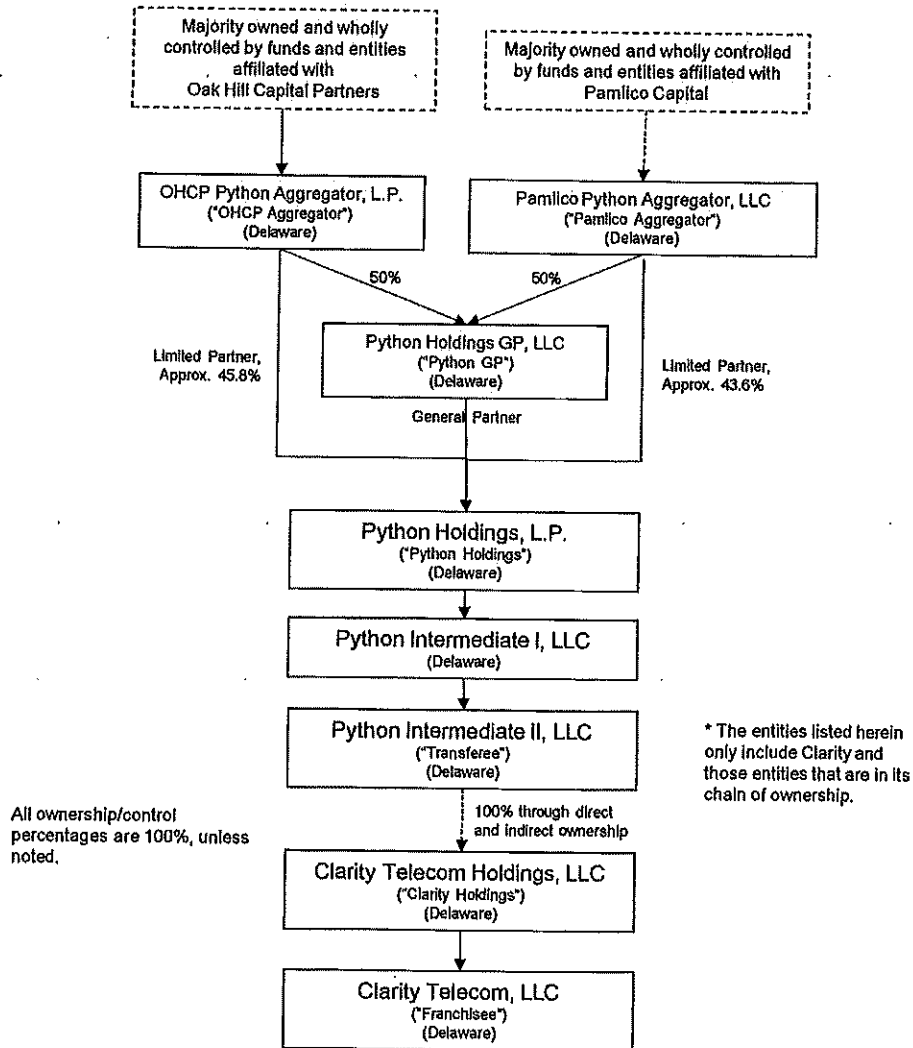 Majority owned and wholly
controlled by funds and entities
affiliated with
Oak Hill Capital Partners
Majority owned and wholly controlled
by funds and entities affiliated with
Pamlico Capital
OHCP Python Aggregator, L.P.
("OHCP Aggregator")
(Delaware)
Pamlico Python Aggregator, LLC
("Pamlico Aggregator")
(Delaware)
50%
50%
Python Holdings GP, LLC
("Python GP")
(Delaware)
Limited Partner,
Approx. 45.8%
Limited Partner,
Approx. 43.6%
General Partner
Python Holdings, L.P.
("Python Holdings")
(Delaware)
Python Intermediate I, LLC
(Delaware)
Python Intermediate II, LLC
("Transferee")
(Delaware)
* The entities listed herein
only include Clarity and
those entities that are in its
chain of ownership.
All ownership/control
percentages are 100%, unless
noted.
100% through direct
and indirect ownership
Clarity Telecom Holdings, LLC
("Clarity Holdings")
(Delaware)
Clarity Telecom, LLC
("Franchisee")
(Delaware)